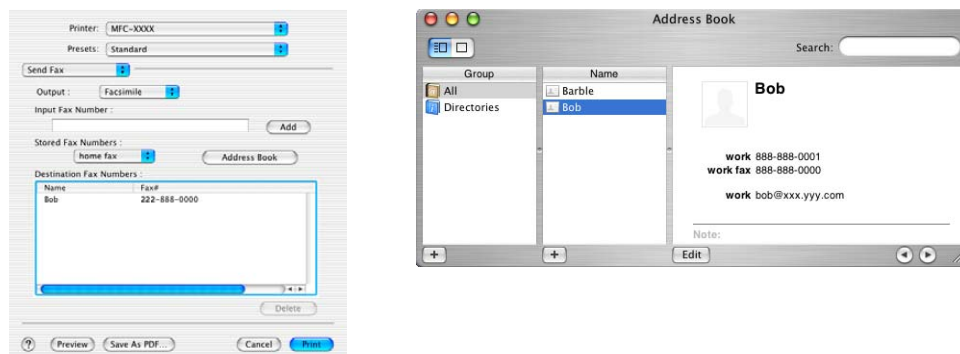 Printer: MFC-XXXX
Presets: Standard
Send Fax
Output : Facsimile
Input Fax Number :
Add
Stored Fax Numbers :
home fax Address Book
Destination Fax Numbers :
Name Fax#
Bob 222-888-0000
Delete
? Preview Save As PDF... Cancel Print
Address Book
Search:
Group Name
All Barble
Directories Bob
Bob
work 888-888-0001
work fax 888-888-0000
work bob@xxx.yyy.com
Note:
+ + Edit